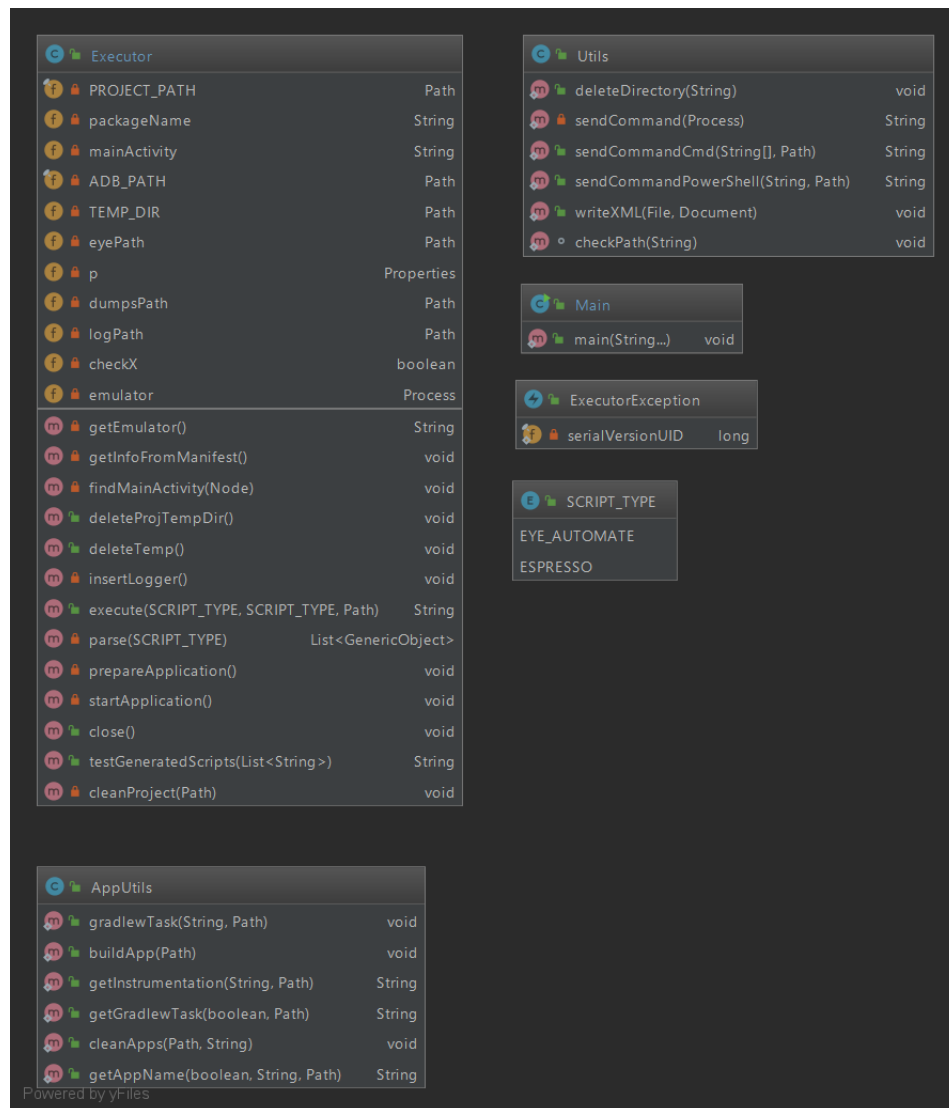 Executor
PROJECT_PATH Path
packageName String
mainActivity String
ADB_PATH Path
TEMP_DIR Path
eyePath Path
p Properties
dumpsPath Path
logPath Path
checkX boolean
emulator Process
getEmulator() String
getInfoFromManifest() void
findMainActivity(Node) void
deleteProjTempDir() void
deleteTemp() void
insertLogger() void
execute(SCRIPT_TYPE, SCRIPT_TYPE, Path) String
parse(SCRIPT_TYPE) List<GenericObject>
prepareApplication() void
startApplication() void
close() void
testGeneratedScripts(List<String>) String
cleanProject(Path) void
Utils
deleteDirectory(String) void
sendCommand(Process) String
sendCommandCmd(String[], Path) String
sendCommandPowerShell(String, Path) String
writeXML(File, Document) void
checkPath(String) void
Main
main(String...) void
ExecutorException
serialVersionUID long
SCRIPT_TYPE
EYE_AUTOMATE
ESPRESSO
AppUtils
gradlewTask(String, Path) void
buildApp(Path) void
getInstrumentation(String, Path) String
getGradlewTask(boolean, Path) String
cleanApps(Path, String) void
getAppName(boolean, String, Path) String
Powered by yFiles